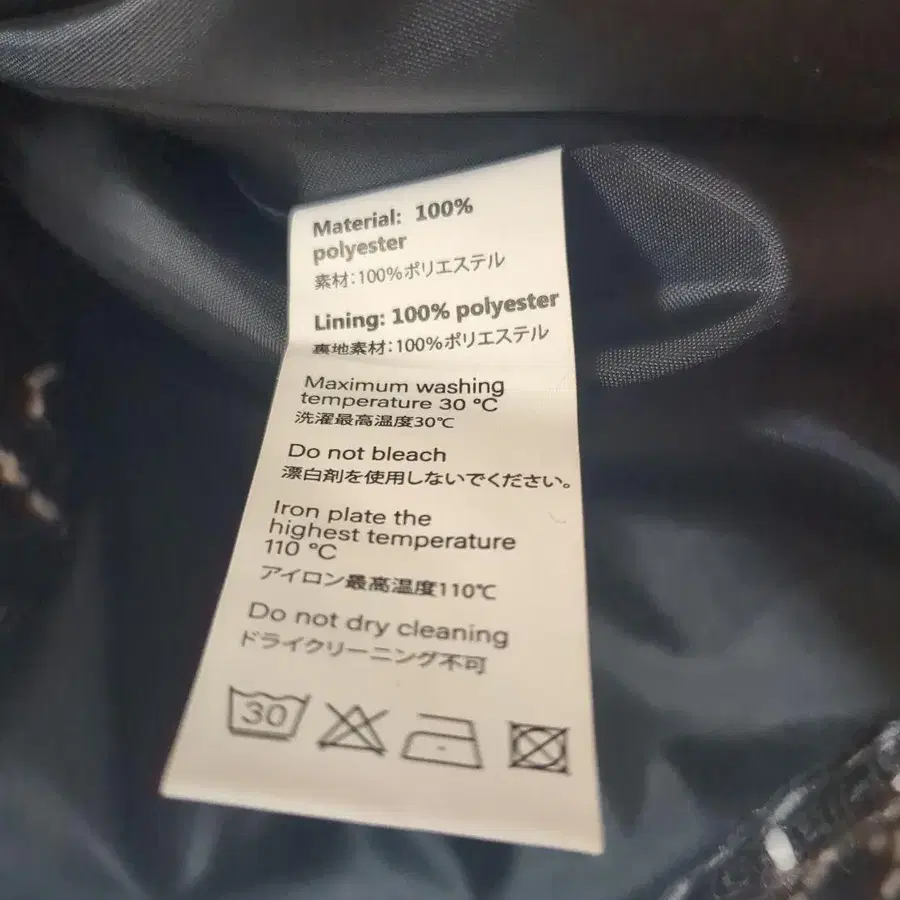 Material: 100%
polyester
素材:100%ポリエステル
Lining: 100% polyester
裏地素材:100%ポリエステル
Maximum washing
temperature 30 °C
洗濯最高温度30℃
Do not bleach
漂白剤を使用しないでください。
Iron plate the
highest temperature
110 °C
アイロン最高温度110℃
Do not dry cleaning
ドライクリーニング不可
30